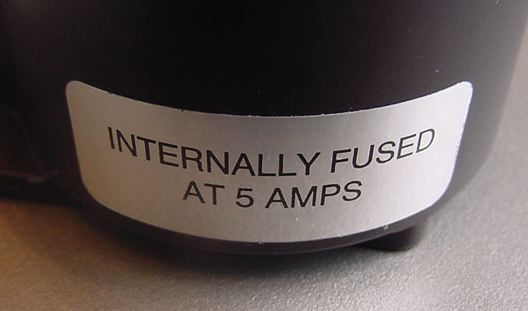 INTERNALLY FUSED
AT 5 AMPS